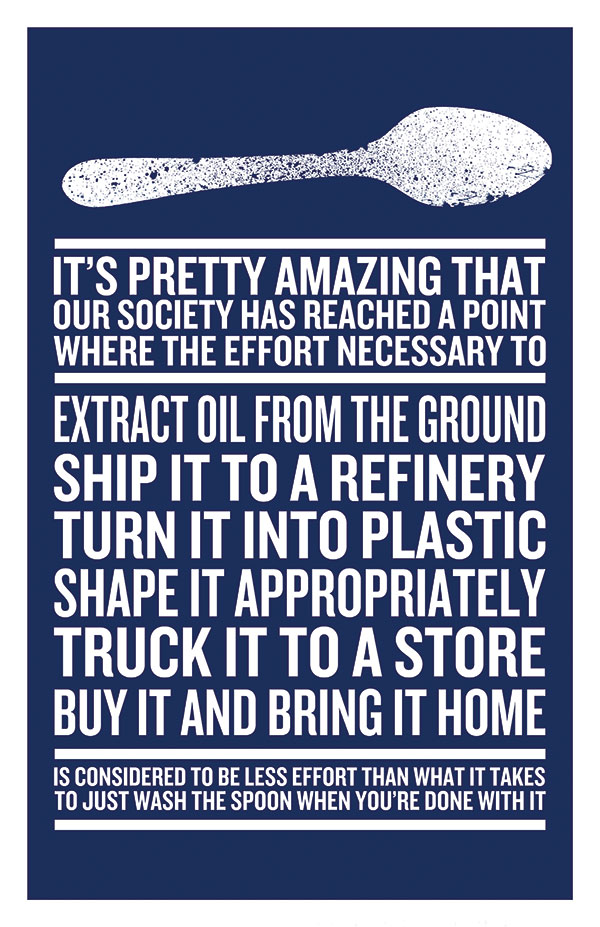 IT'S PRETTY AMAZING THAT
OUR SOCIETY HAS REACHED A POINT
WHERE THE EFFORT NECESSARY TO
EXTRACT OIL FROM THE GROUND
SHIP IT TO A REFINERY
TURN IT INTO PLASTIC
SHAPE IT APPROPRIATELY
TRUCK IT TO A STORE
BUY IT AND BRING IT HOME
IS CONSIDERED TO BE LESS EFFORT THAN WHAT IT TAKES
TO JUST WASH THE SPOON WHEN YOU'RE DONE WITH IT